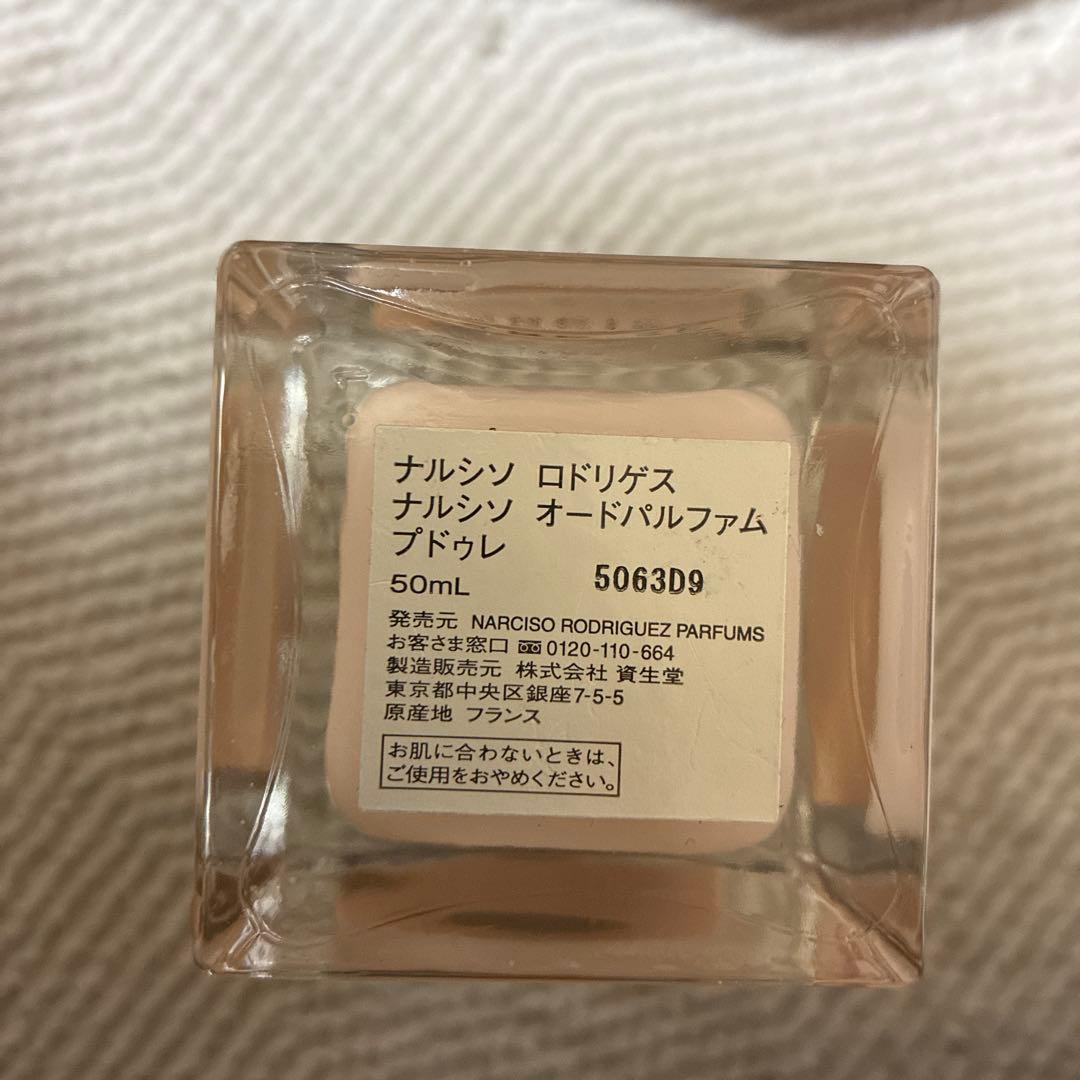 ナルシソ ロドリゲス
ナルシソ オードパルファム
プドゥレ
50mL 5063D9
発売元 NARCISO RODRIGUEZ PARFUMS
お客さま窓口 0120-110-664
製造販売元 株式会社 資生堂
東京都中央区銀座7-5-5
原産地 フランス
お肌に合わないときは、
ご使用をおやめください。